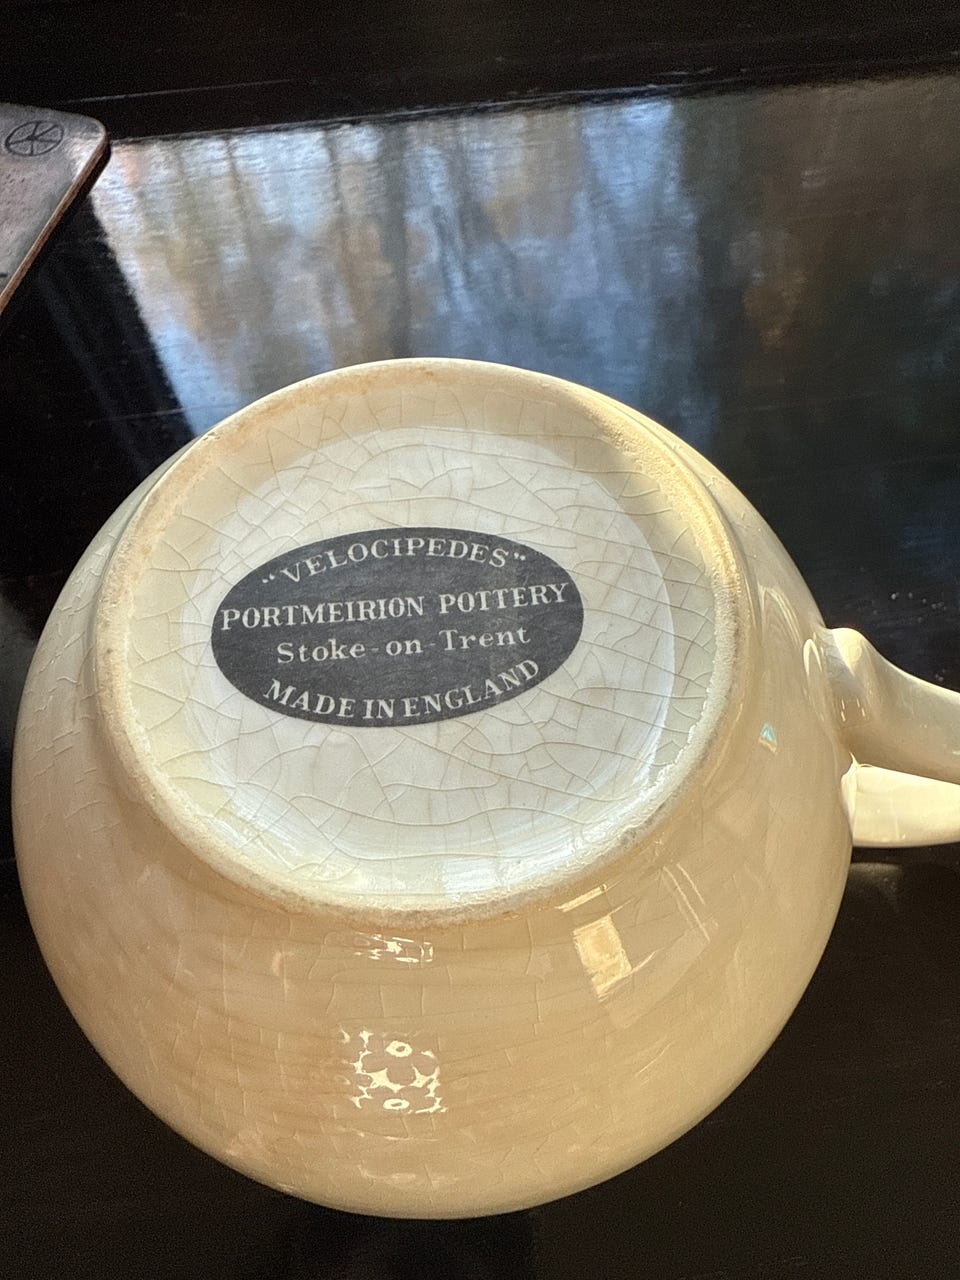 "VELOCIPEDES"
PORTMEIRION POTTERY
Stoke-on-Trent
MADE IN ENGLAND